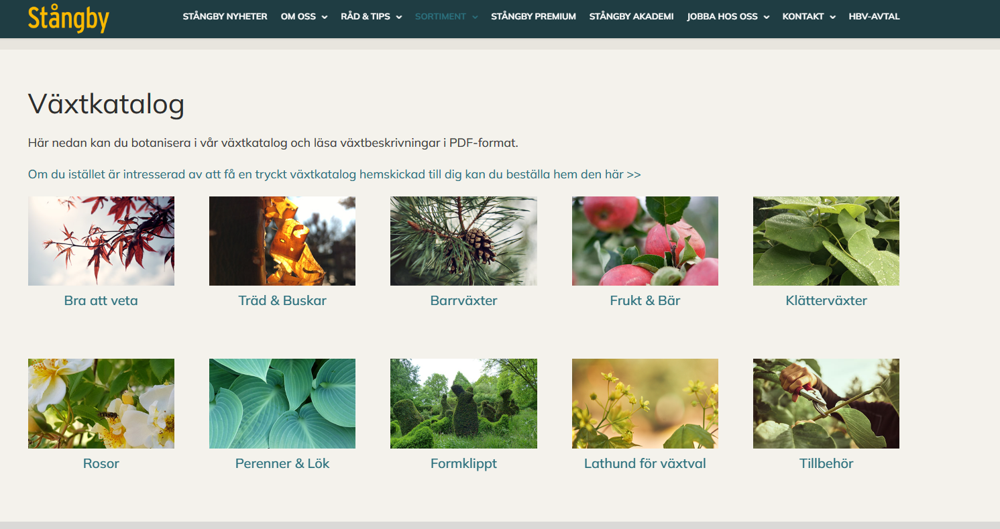 Stångby
STÅNGBY NYHETER OM OSS RÅD & TIPS SORTIMENT STÅNGBY PREMIUM STÅNGBY AKADEMI JOBBA HOS OSS KONTAKT HBV-AVTAL
Växtkatalog
Här nedan kan du botanisera i vår växtkatalog och läsa växtbeskrivningar i PDF-format.
Om du istället är intresserad av att få en tryckt växtkatalog hemskickad till dig kan du beställa hem den här >>
Bra att veta
Träd & Buskar
Barrväxter
Frukt & Bär
Klätterväxter
Rosor
Perenner & Lök
Formklippt
Lathund för växtval
Tillbehör